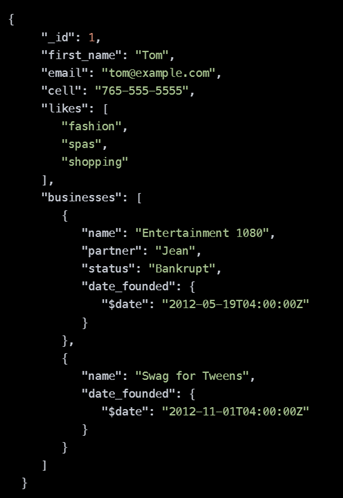 {
"_id": 1,
"first_name": "Tom",
"email": "tom@example.com",
"cell": "765-555-5555",
"likes": [
"fashion",
"spas",
"shopping"
],
"businesses": [
{
"name": "Entertainment 1080",
"partner": "Jean",
"status": "Bankrupt",
"date_founded": {
"$date": "2012-05-19T04:00:00Z"
}
},
{
"name": "Swag for Tweens",
"date_founded": {
"$date": "2012-11-01T04:00:00Z"
}
}
]
}